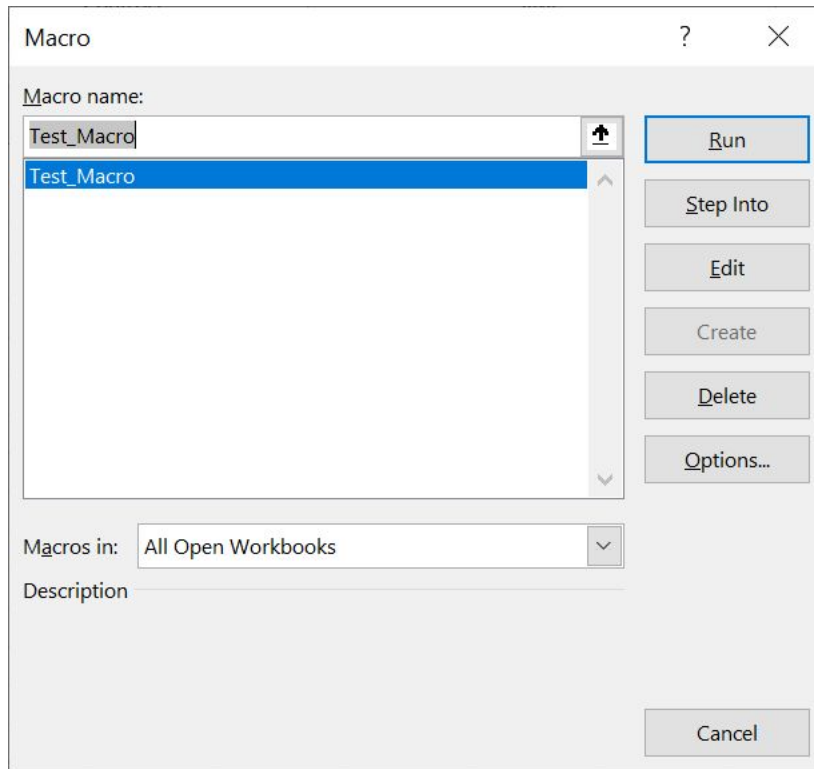 Macro
?
Macro name:
Test_Macro
Run
Test_Macro
Step Into
Edit
Create
Delete
Options...
Macros in:
All Open Workbooks
Description
Cancel